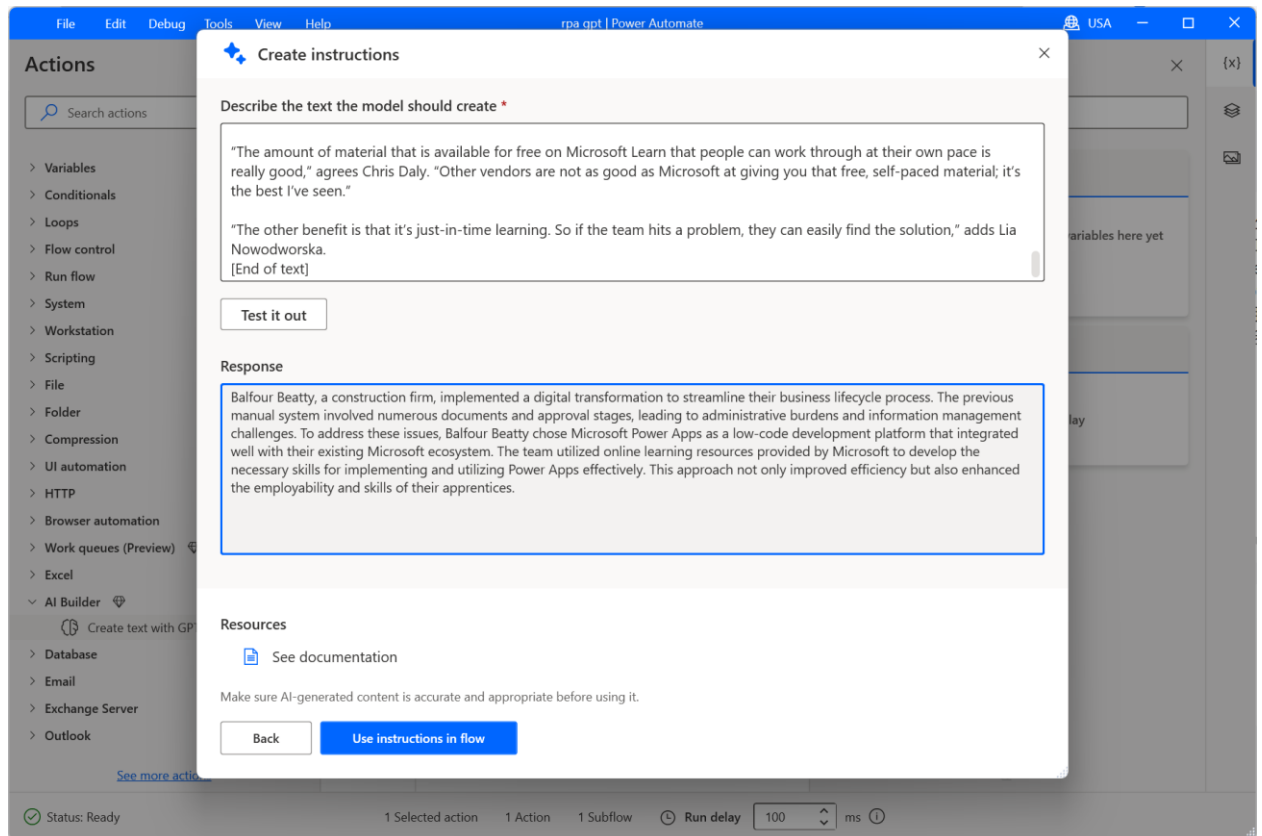 File Edit Debug Tools View Help rpa gpt | Power Automate USA
Create instructions
Actions
{x}
Describe the text the model should create *
Search actions
“The amount of material that is available for free on Microsoft Learn that people can work through at their own pace is
really good,” agrees Chris Daly. “Other vendors are not as good as Microsoft at giving you that free, self-paced material; it’s
the best I’ve seen.”
“The other benefit is that it’s just-in-time learning. So if the team hits a problem, they can easily find the solution,” adds Lia
Nowodworska.
[End of text]
Test it out
Response
Balfour Beatty, a construction firm, implemented a digital transformation to streamline their business lifecycle process. The previous
manual system involved numerous documents and approval stages, leading to administrative burdens and information management
challenges. To address these issues, Balfour Beatty chose Microsoft Power Apps as a low-code development platform that integrated
well with their existing Microsoft ecosystem. The team utilized online learning resources provided by Microsoft to develop the
necessary skills for implementing and utilizing Power Apps effectively. This approach not only improved efficiency but also enhanced
the employability and skills of their apprentices.
Resources
See documentation
Make sure AI-generated content is accurate and appropriate before using it.
Back
Use instructions in flow
Variables
Conditionals
Loops
Flow control
Run flow
System
Workstation
Scripting
File
Folder
Compression
UI automation
HTTP
Browser automation
Work queues (Preview)
Excel
AI Builder
Create text with GP
Database
Email
Exchange Server
Outlook
See more actio
variables here yet
lay
Status: Ready 1 Selected action 1 Action 1 Subflow Run delay 100 ms